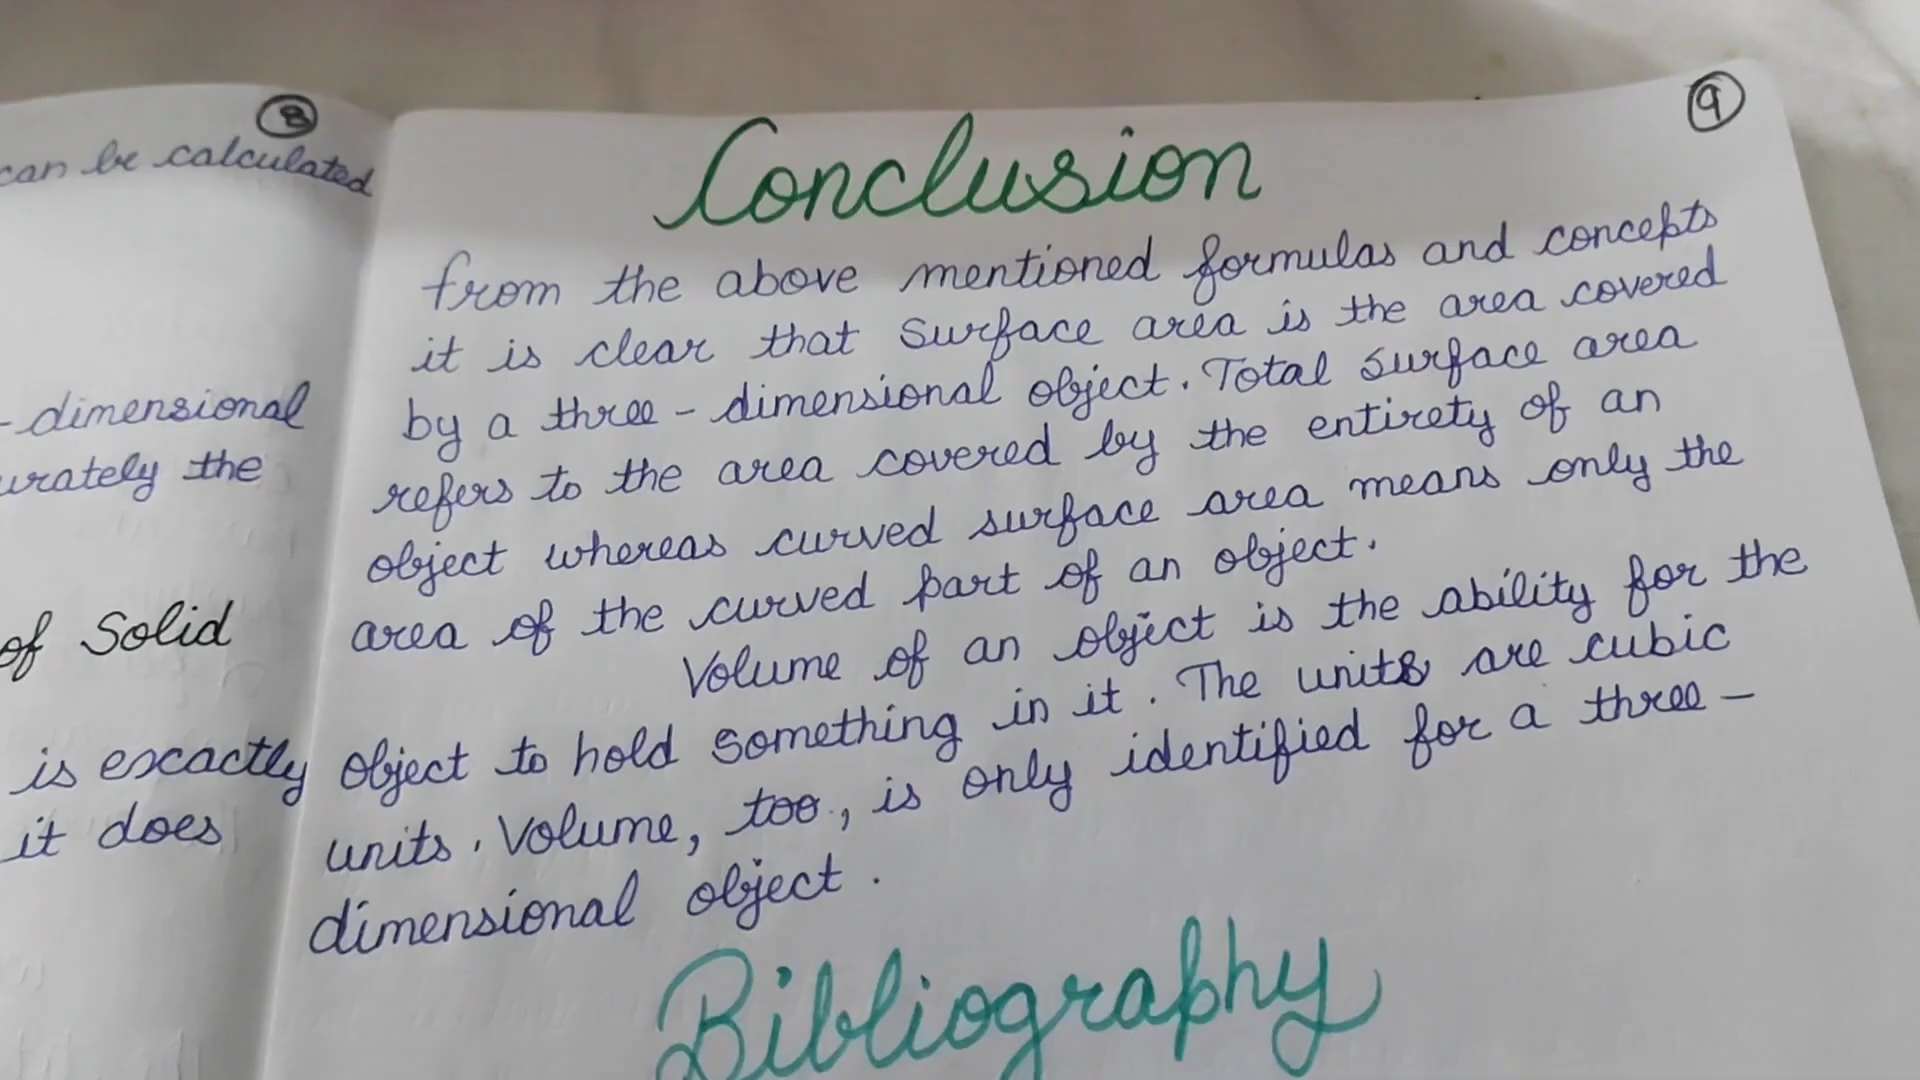 8
can be calculated
- dimensional
urately the
of Solid
is excactly
it does
9
Conclusion
from the above mentioned formulas and concepts
it is clear that surface area is the area covered
by a three - dimensional object. Total surface area
refers to the area covered by the entirety of an
object whereas curved surface area means only the
area of the curved part of an object.
Volume of an object is the ability for the
object to hold something in it. The units are cubic
units. Volume, too, is only identified for a three -
dimensional object.
Bibliography